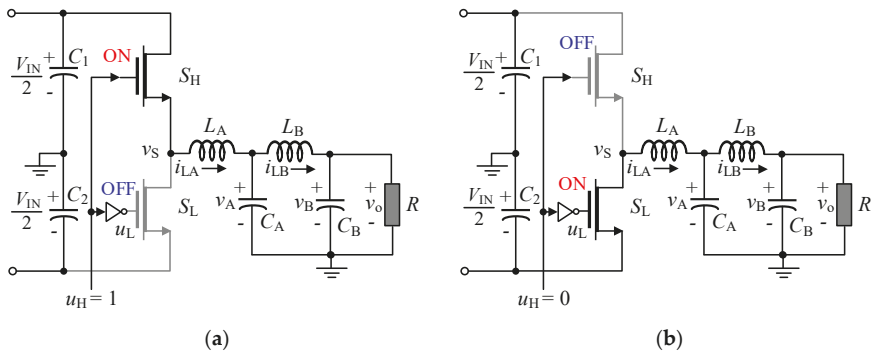 ON
V_IN/2
+
-
C_1
S_H
L_A
L_B
v_S
i_LA
i_LB
OFF
V_IN/2
+
-
C_2
S_L
u_L
+
v_A
-
C_A
+
v_B
-
C_B
+
v_o
-
R
u_H = 1
(a)
OFF
V_IN/2
+
-
C_1
S_H
L_A
L_B
v_S
i_LA
i_LB
ON
V_IN/2
+
-
C_2
S_L
u_L
+
v_A
-
C_A
+
v_B
-
C_B
+
v_o
-
R
u_H = 0
(b)